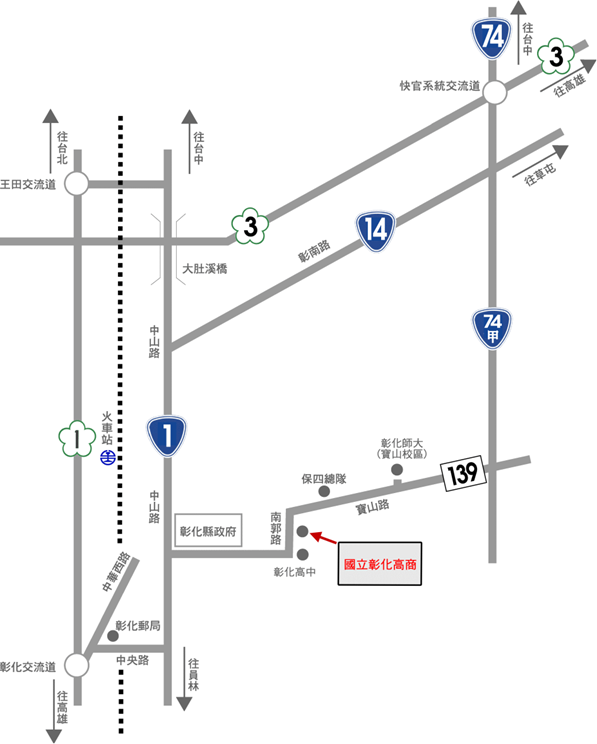 74
往台中
3
快官系統交流道
往高雄
往台北
往台中
王田交流道
往草屯
3
14
彰南路
大肚溪橋
中山路
74
甲
火車站
1
1
彰化師大
(寶山校區)
139
保四總隊
中山路
寶山路
南郭路
彰化縣政府
國立彰化高商
彰化高中
中華西路
彰化郵局
中央路
彰化交流道
往員林
往高雄